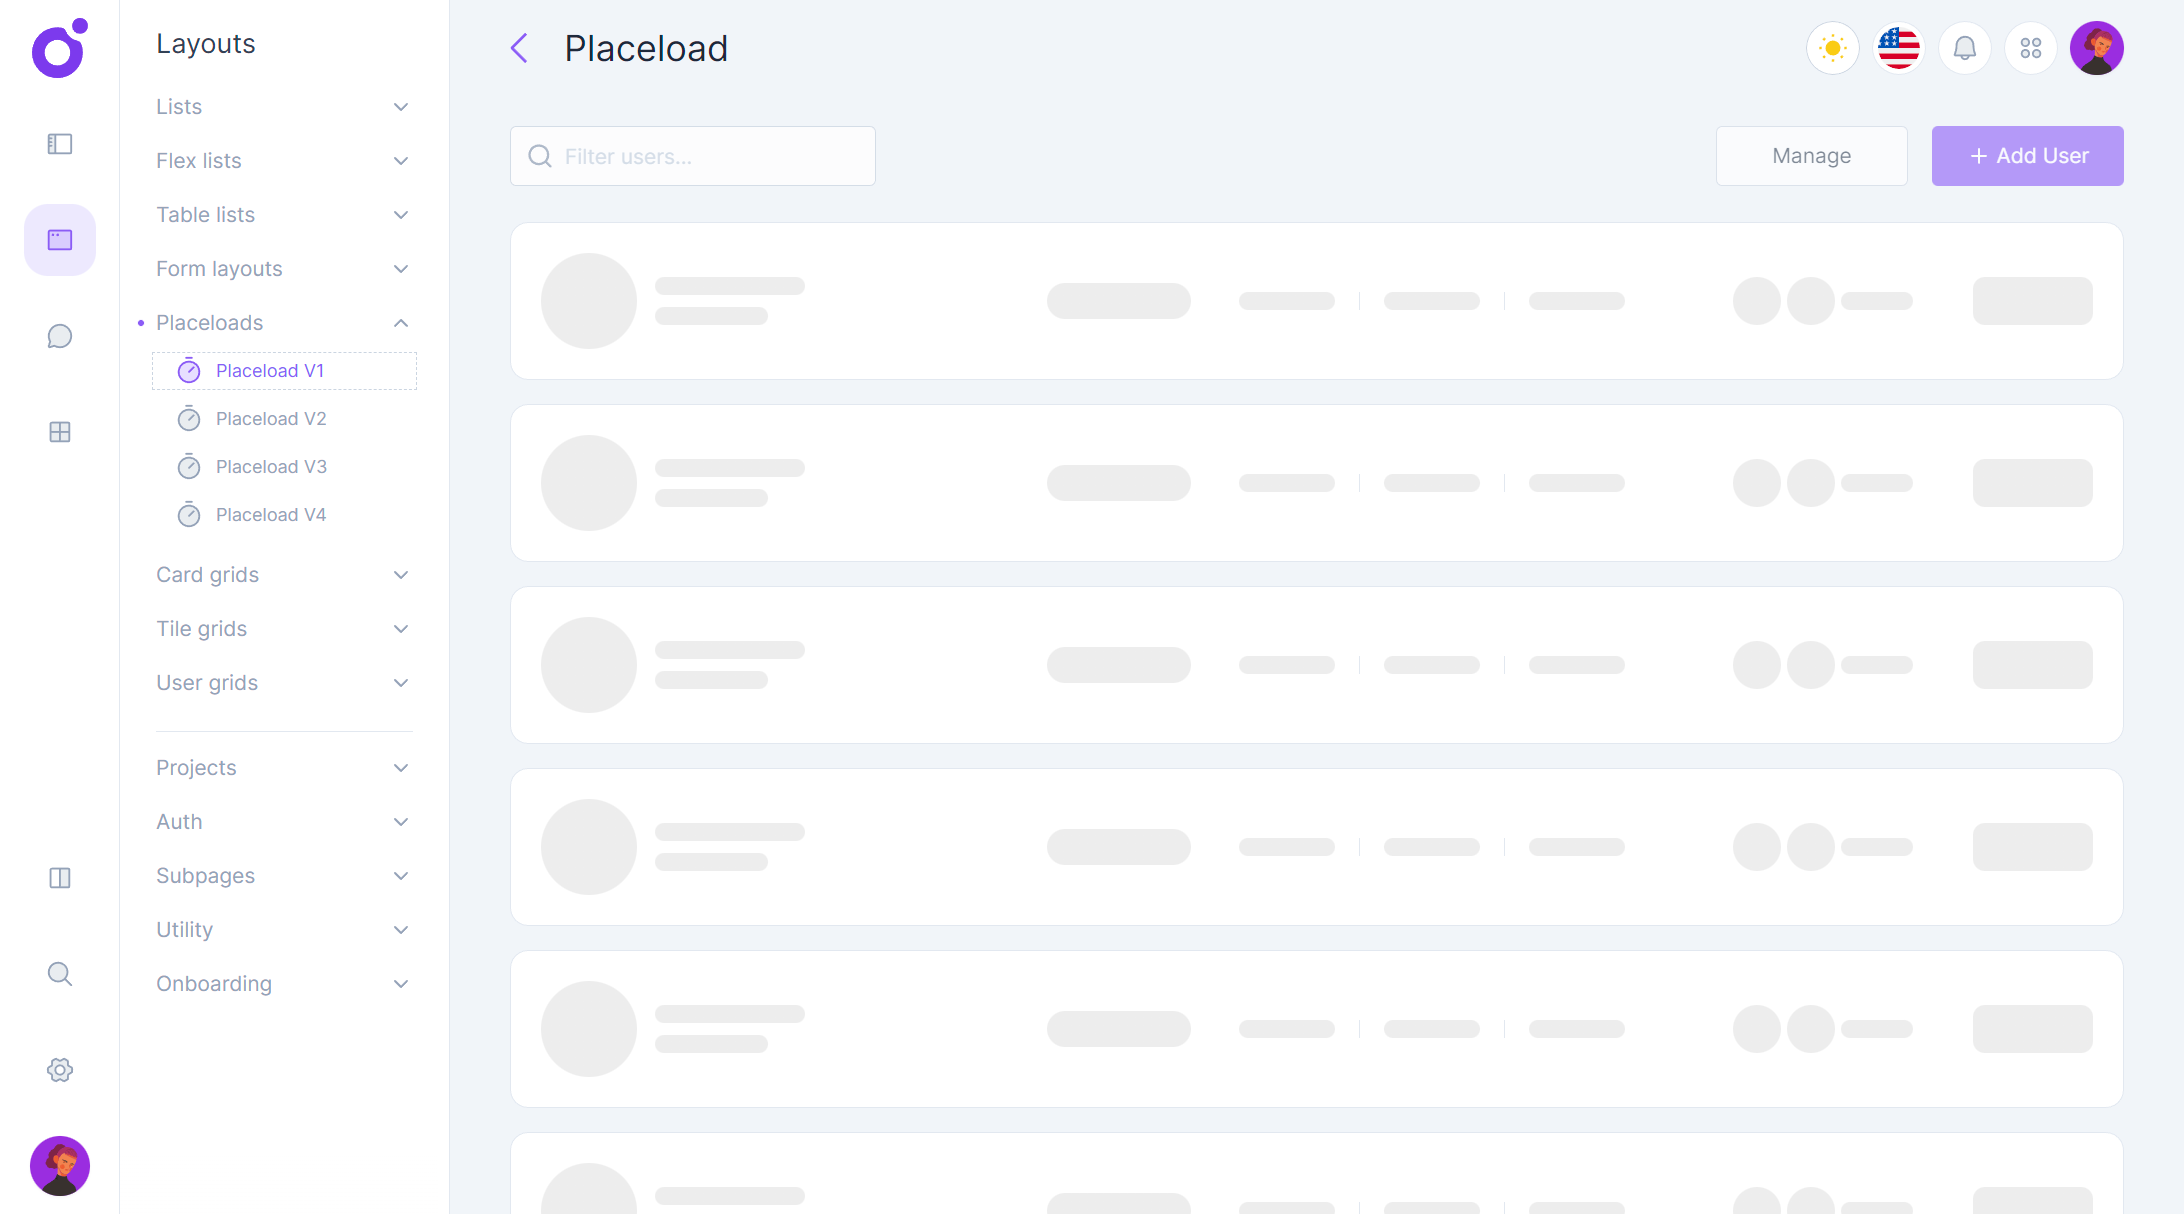 Layouts
Lists
Flex lists
Table lists
Form layouts
Placeloads
Placeload V1
Placeload V2
Placeload V3
Placeload V4
Card grids
Tile grids
User grids
Projects
Auth
Subpages
Utility
Onboarding
Placeload
Filter users...
Manage
+ Add User